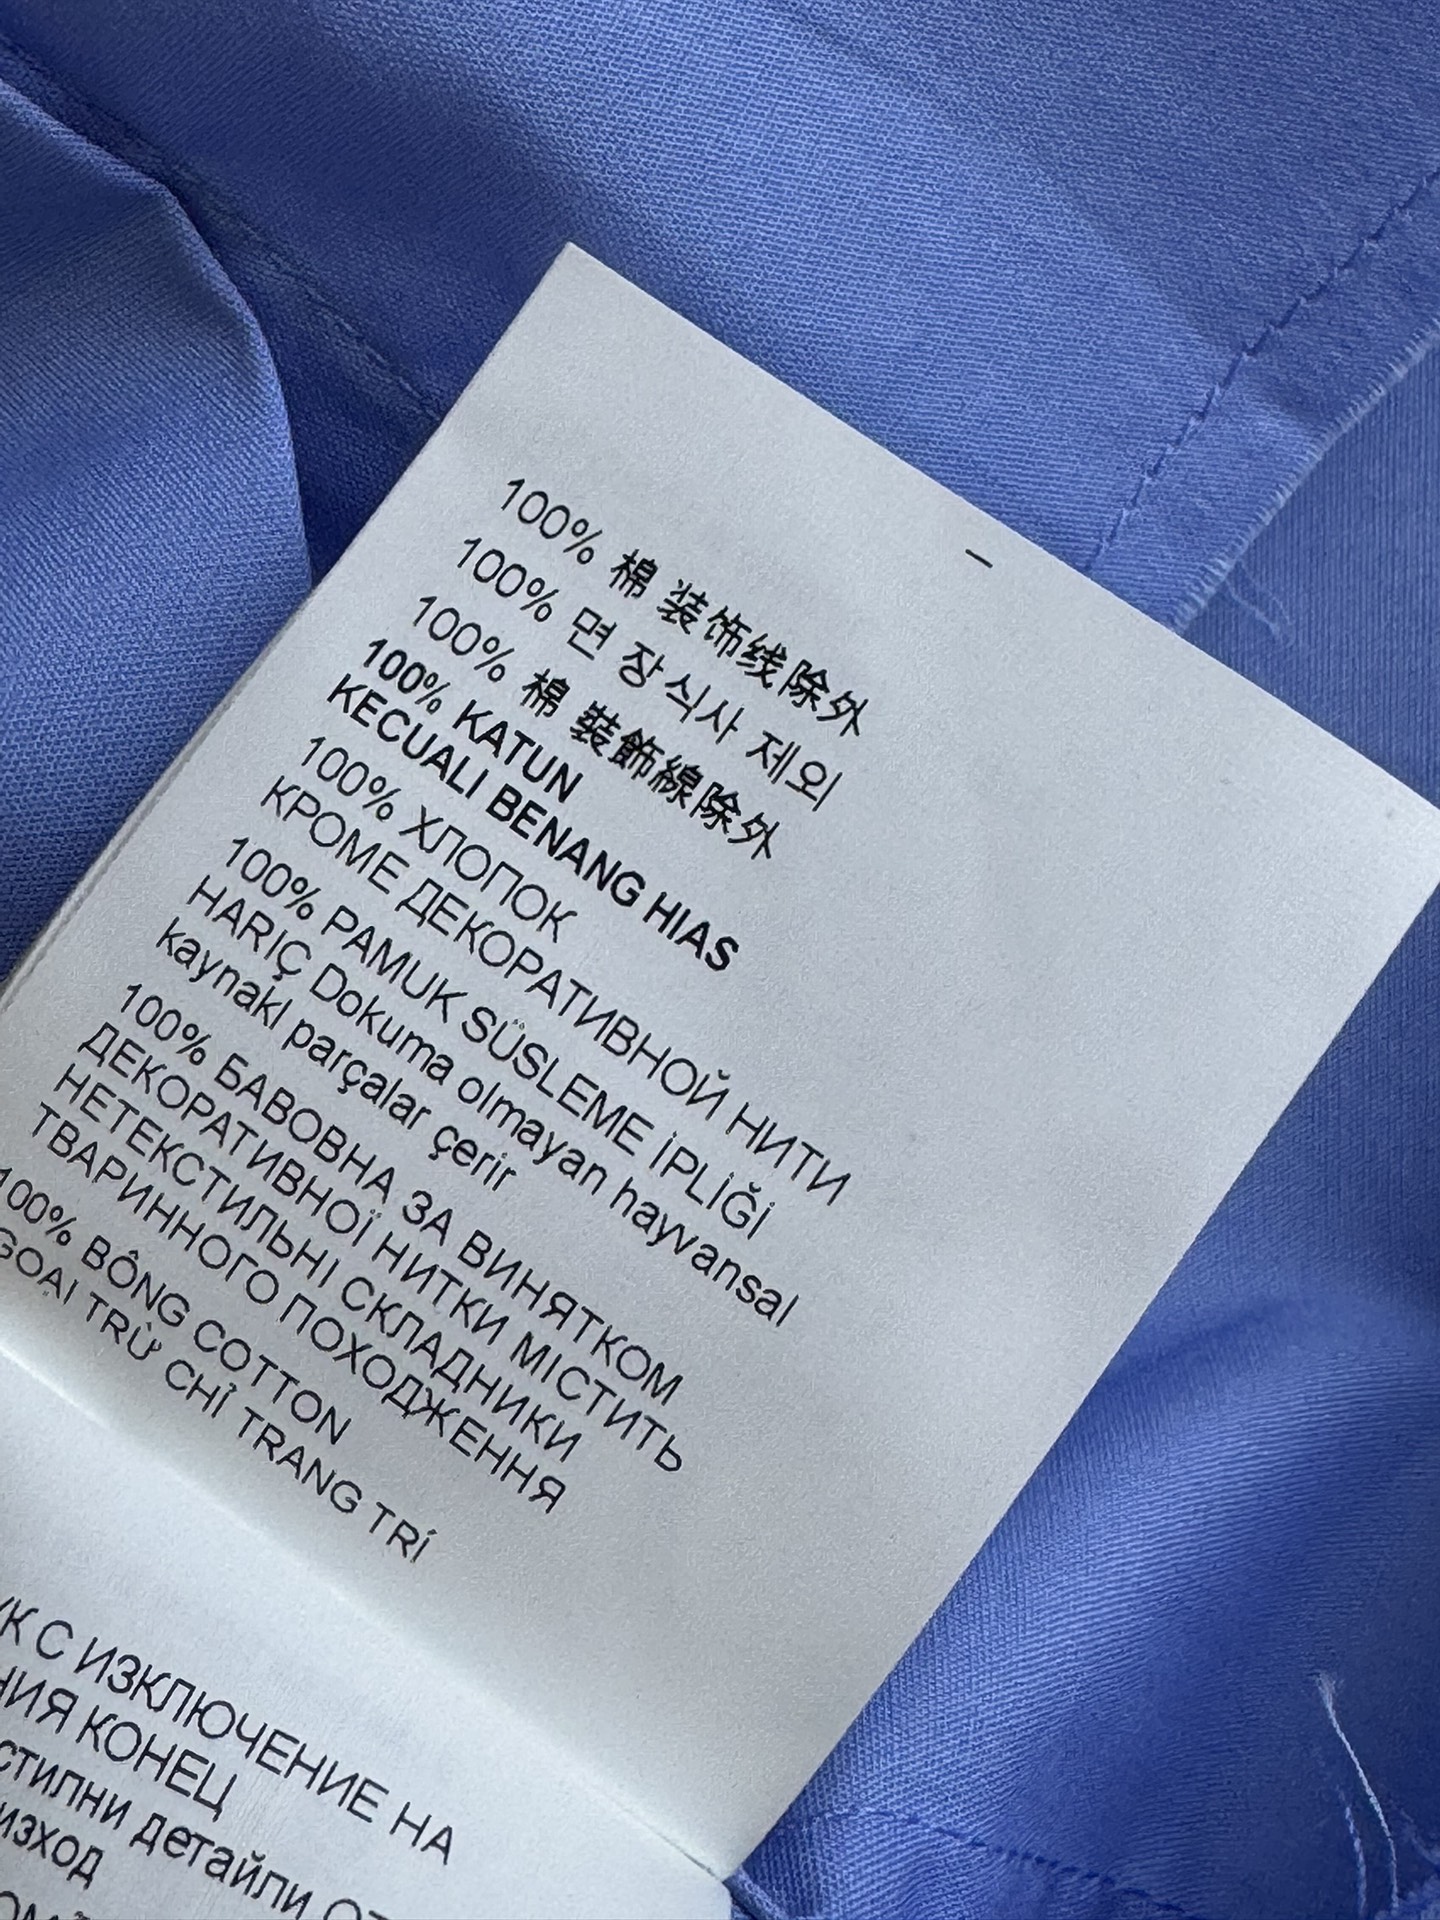 100% 棉 装饰线除外
100% 면 장식사 제외
100% 棉 裝飾線除外
100% KATUN
KECUALI BENANG HIAS
100% ХЛОПОК
КРОМЕ ДЕКОРАТИВНОЙ НИТИ
100% PAMUK SÜSLEME İPLİĞİ
HARİÇ Dokuma olmayan hayvansal
kaynakl parçalar çerir
100% БАВОВНА ЗА ВИНЯТКОМ
ДЕКОРАТИВНОЇ НИТКИ МІСТИТЬ
НЕТЕКСТИЛЬНІ СКЛАДНИКИ
ТВАРИННОГО ПОХОДЖЕННЯ
100% BÔNG COTTON
GOẠI TRỪ CHỈ TRANG TRÍ
С ИЗКЛЮЧЕНИЕ НА
КОНЕЦ
детайли